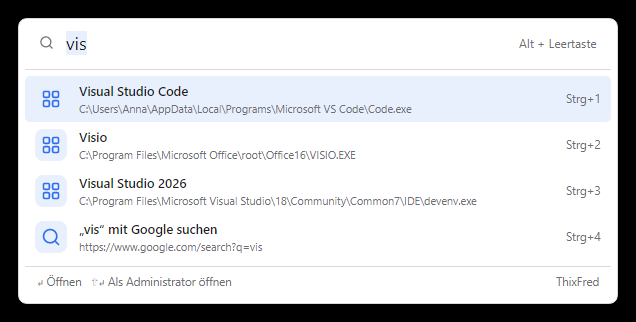 vis
Alt + Leertaste
Visual Studio Code
Strg+1
C:\Users\Anna\AppData\Local\Programs\Microsoft VS Code\Code.exe
Visio
Strg+2
C:\Program Files\Microsoft Office\root\Office16\VISIO.EXE
Visual Studio 2026
Strg+3
C:\Program Files\Microsoft Visual Studio\18\Community\Common7\IDE\devenv.exe
„vis“ mit Google suchen
Strg+4
https://www.google.com/search?q=vis
↲ Öffnen ⇧↲ Als Administrator öffnen
ThixFred